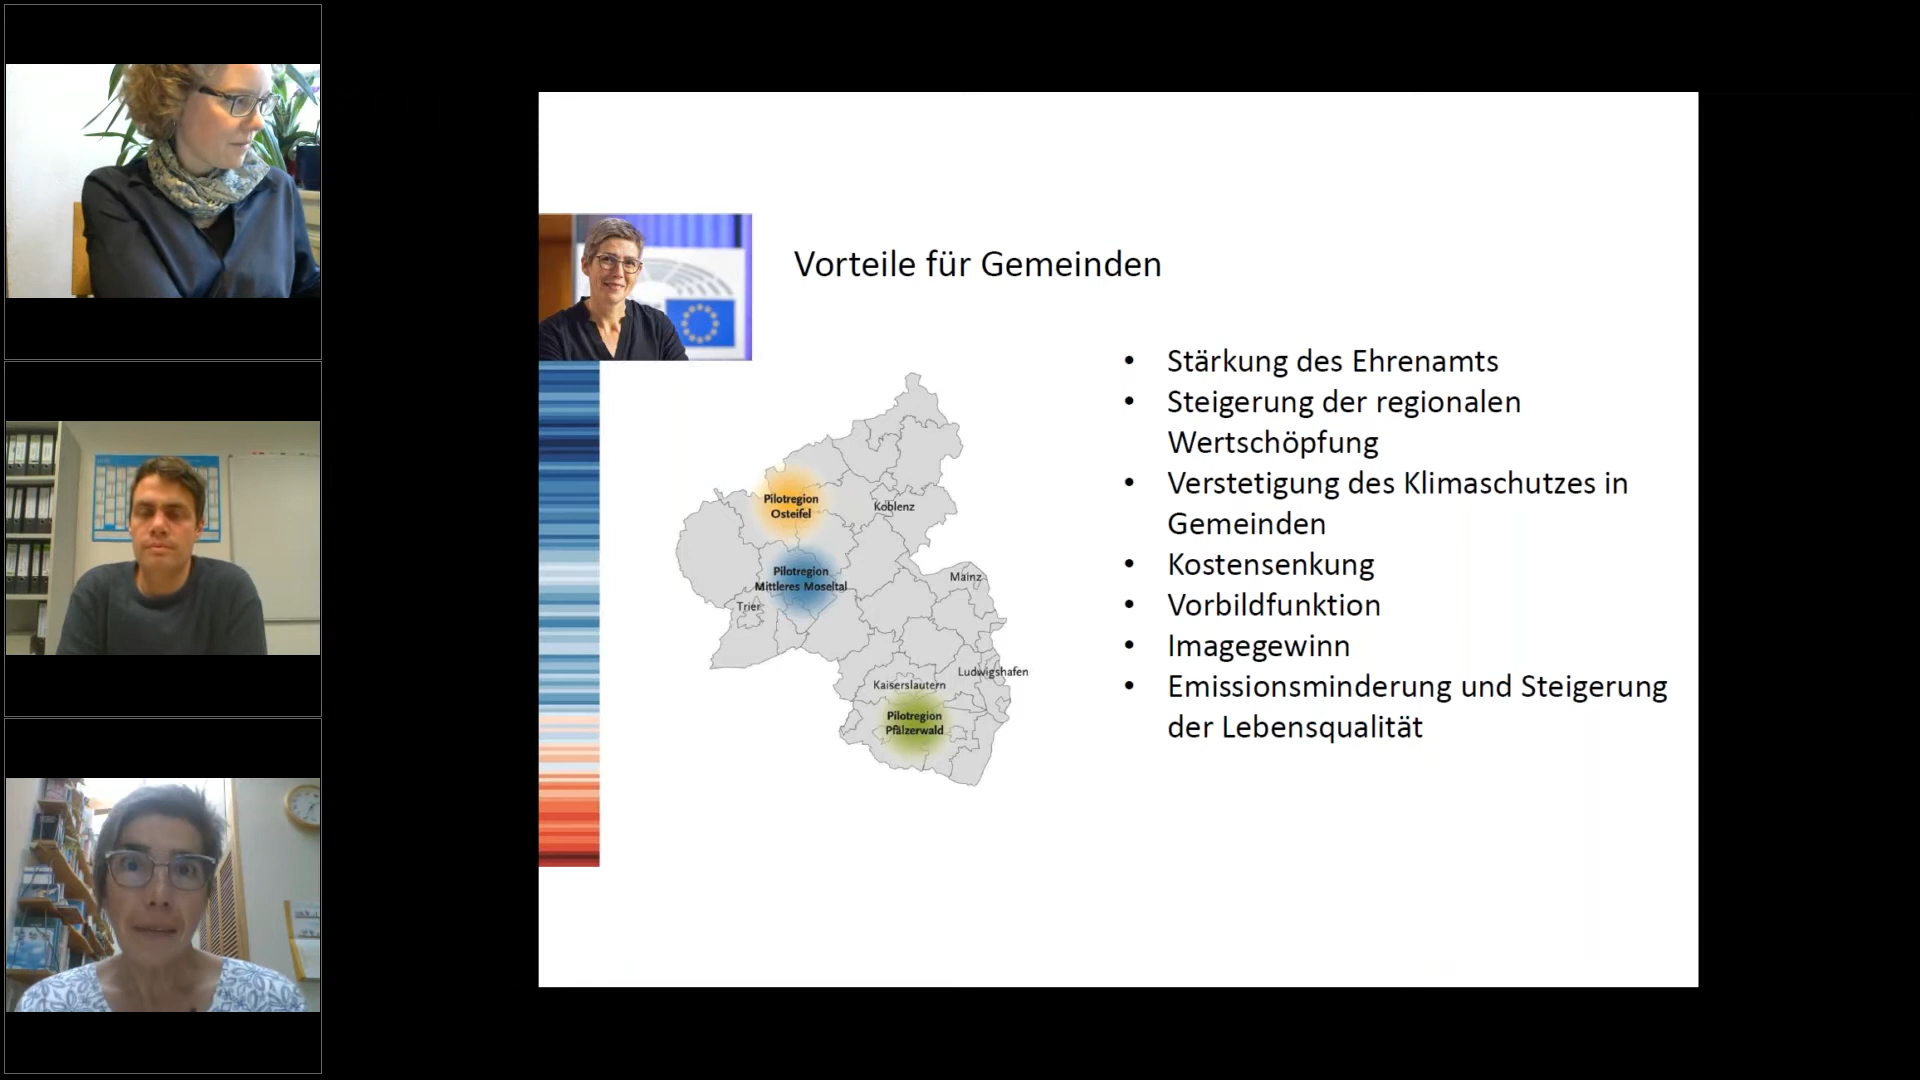 Vorteile für Gemeinden
• Stärkung des Ehrenamts
• Steigerung der regionalen
Wertschöpfung
• Verstetigung des Klimaschutzes in
Gemeinden
• Kostensenkung
• Vorbildfunktion
• Imagegewinn
• Emissionsminderung und Steigerung
der Lebensqualität
Pilotregion
Osteifel
Koblenz
Pilotregion
Mittleres Moseltal
Mainz
Trier
Ludwigshafen
Kaiserslautern
Pilotregion
Pfälzerwald